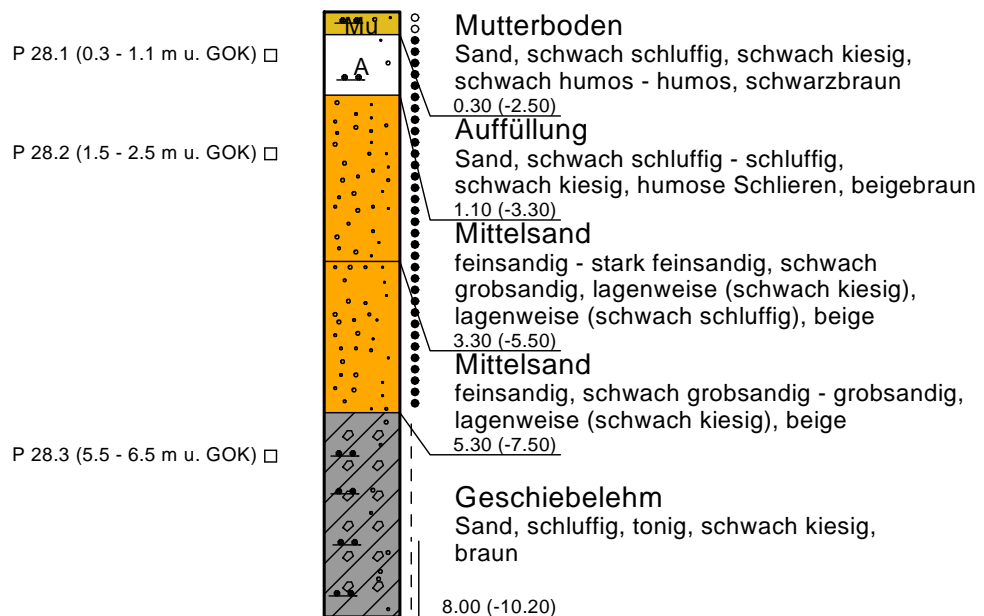 Mu
Mutterboden
P 28.1 (0.3 - 1.1 m u. GOK)
Sand, schwach schluffig, schwach kiesig,
A
schwach humos - humos, schwarzbraun
0.30 (-2.50)
Auffüllung
P 28.2 (1.5 - 2.5 m u. GOK)
Sand, schwach schluffig - schluffig,
schwach kiesig, humose Schlieren, beigebraun
1.10 (-3.30)
Mittelsand
feinsandig - stark feinsandig, schwach
grobsandig, lagenweise (schwach kiesig),
lagenweise (schwach schluffig), beige
3.30 (-5.50)
Mittelsand
feinsandig, schwach grobsandig - grobsandig,
lagenweise (schwach kiesig), beige
5.30 (-7.50)
P 28.3 (5.5 - 6.5 m u. GOK)
Geschiebelehm
Sand, schluffig, tonig, schwach kiesig,
braun
8.00 (-10.20)